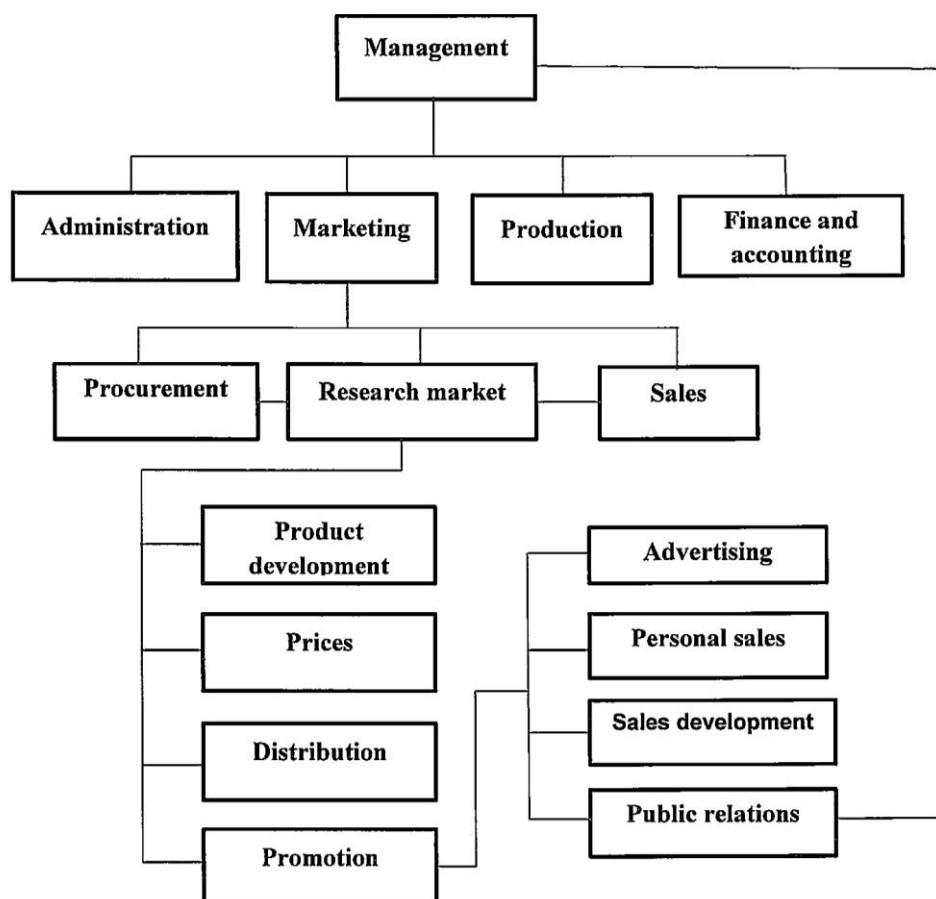 Management
Administration
Marketing
Production
Finance and
accounting
Procurement
Research market
Sales
Product
development
Prices
Distribution
Promotion
Advertising
Personal sales
Sales development
Public relations